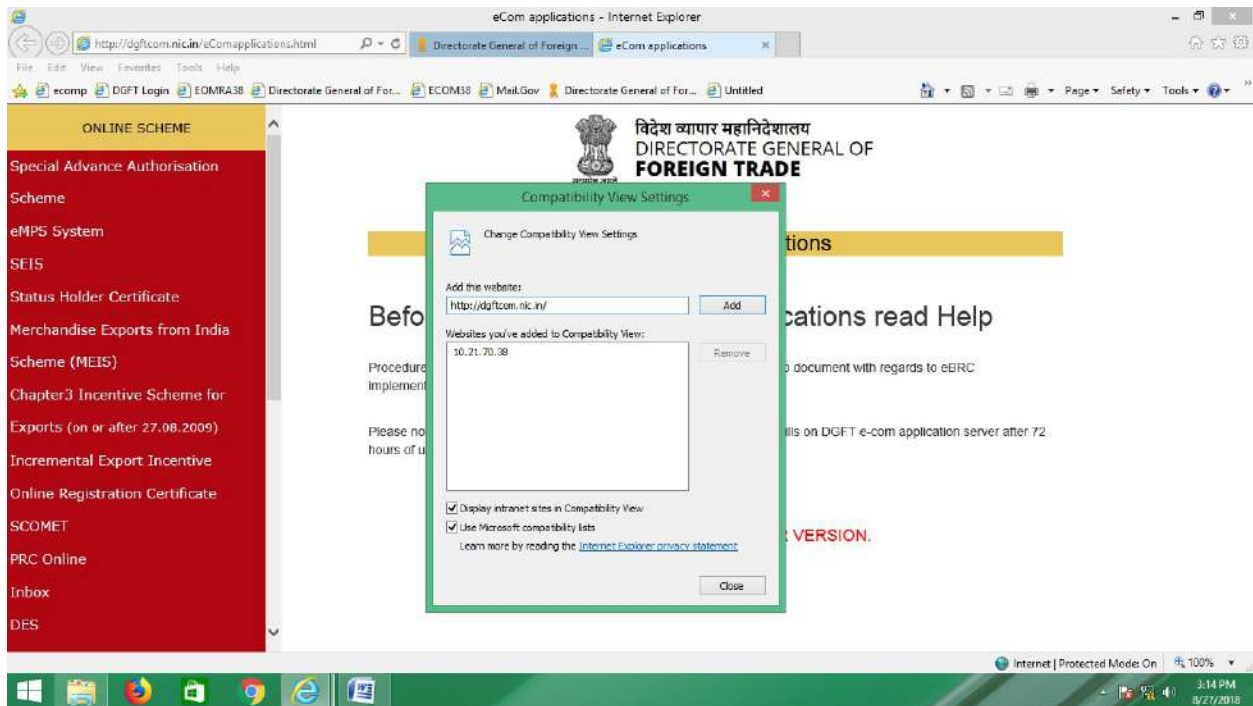 eCom applications - Internet Explorer
http://dgftcom.nic.in/eComapplications.html
Directorate General of Foreign ...
eCom applications
File Edit View Favorites Tools Help
ecomp DGFT Login EOMRA38 Directorate General of For... ECOM38 Mail.Gov Directorate General of For... Untitled
Page Safety Tools
ONLINE SCHEME
Special Advance Authorisation
Scheme
eMPS System
SEIS
Status Holder Certificate
Merchandise Exports from India
Scheme (MEIS)
Chapter3 Incentive Scheme for
Exports (on or after 27.08.2009)
Incremental Export Incentive
Online Registration Certificate
SCOMET
PRC Online
Inbox
DES
विदेश व्यापार महानिदेशालय
DIRECTORATE GENERAL OF
FOREIGN TRADE
tions
Befo
cations read Help
Procedure
document with regards to eBRC
implement
Please no
on DGFT e-com application server after 72
hours of u
VERSION.
Compatibility View Settings
Change Compatibility View Settings
Add this website:
http://dgftcom.nic.in/
Add
Websites you've added to Compatibility View:
10.21.70.38
Remove
Display intranet sites in Compatibility View
Use Microsoft compatibility lists
Learn more by reading the Internet Explorer privacy statement
Close
Internet | Protected Mode: On
100%
3:14 PM
8/27/2018